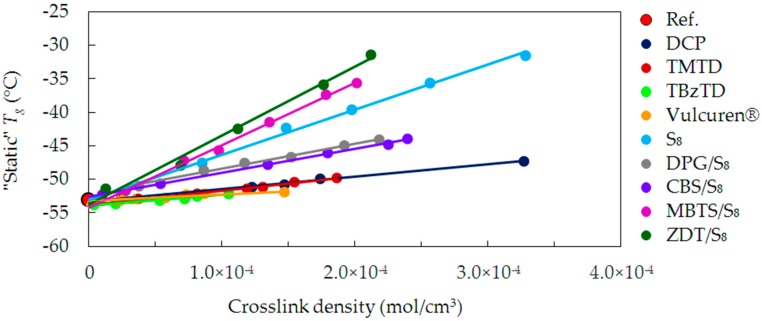 -25
-30
-35
-40
-45
-50
-55
-60
"Static" Tg (°C)
0
1.0×10⁻⁴
2.0×10⁻⁴
3.0×10⁻⁴
4.0×10⁻⁴
Crosslink density (mol/cm³)
Ref.
DCP
TMTD
TBzTD
Vulcuren®
S₈
DPG/S₈
CBS/S₈
MBTS/S₈
ZDT/S₈